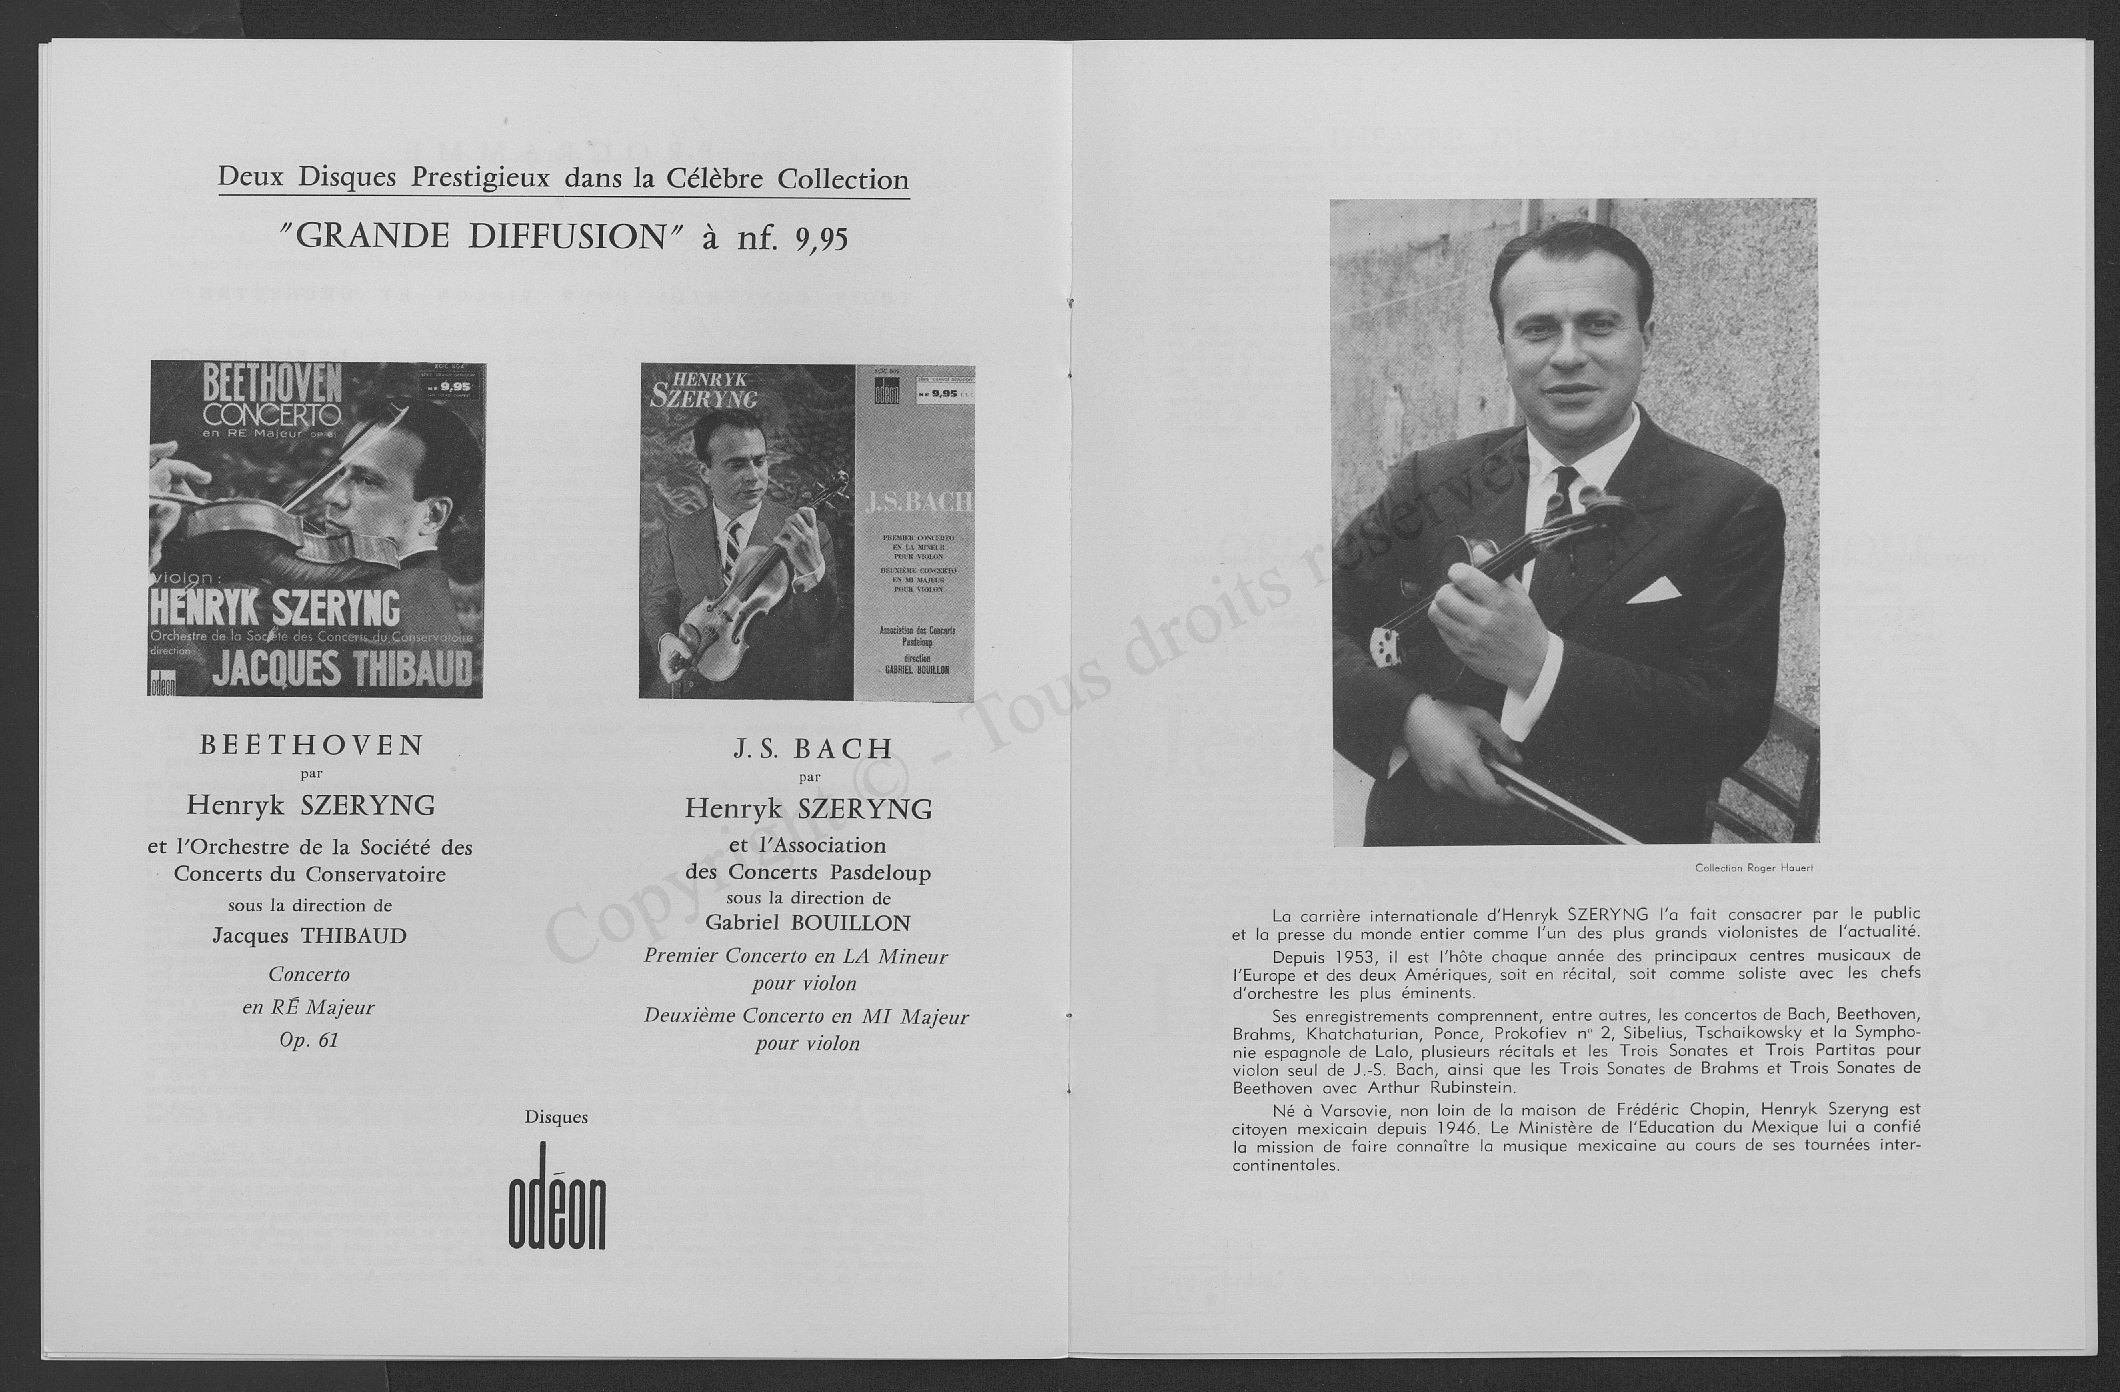 Deux Disques Prestigieux dans la Célèbre Collection
"GRANDE DIFFUSION" à nf. 9,95
BEETHOVEN
CONCERTO
en RE Majeur OP. 61
9,95
violon :
HENRYK SZERYNG
Orchestre de la Société des Concerts du Conservatoire
direction:
JACQUES THIBAUD
odéon
HENRYK
SZERYNG
odéon
9,95
J.S.BACH
PREMIER CONCERTO
EN LA MINEUR
POUR VIOLON
DEUXIÈME CONCERTO
EN MI MAJEUR
POUR VIOLON
Association des Concerts
Pasdeloup
direction
GABRIEL BOUILLON
BEETHOVEN
par
Henryk SZERYNG
et l'Orchestre de la Société des
Concerts du Conservatoire
sous la direction de
Jacques THIBAUD
Concerto
en RÉ Majeur
Op. 61
J. S. BACH
par
Henryk SZERYNG
et l'Association
des Concerts Pasdeloup
sous la direction de
Gabriel BOUILLON
Premier Concerto en LA Mineur
pour violon
Deuxième Concerto en MI Majeur
pour violon
Disques
odéon
Collection Roger Hauert
La carrière internationale d'Henryk SZERYNG l'a fait consacrer par le public
et la presse du monde entier comme l'un des plus grands violonistes de l'actualité.
Depuis 1953, il est l'hôte chaque année des principaux centres musicaux de
l'Europe et des deux Amériques, soit en récital, soit comme soliste avec les chefs
d'orchestre les plus éminents.
Ses enregistrements comprennent, entre autres, les concertos de Bach, Beethoven,
Brahms, Khatchaturian, Ponce, Prokofiev n° 2, Sibelius, Tschaikowsky et la Sympho-
nie espagnole de Lalo, plusieurs récitals et les Trois Sonates et Trois Partitas pour
violon seul de J.-S. Bach, ainsi que les Trois Sonates de Brahms et Trois Sonates de
Beethoven avec Arthur Rubinstein.
Né à Varsovie, non loin de la maison de Frédéric Chopin, Henryk Szeryng est
citoyen mexicain depuis 1946. Le Ministère de l'Education du Mexique lui a confié
la mission de faire connaître la musique mexicaine au cours de ses tournées inter-
continentales.
Copyright © - Tous droits réservés